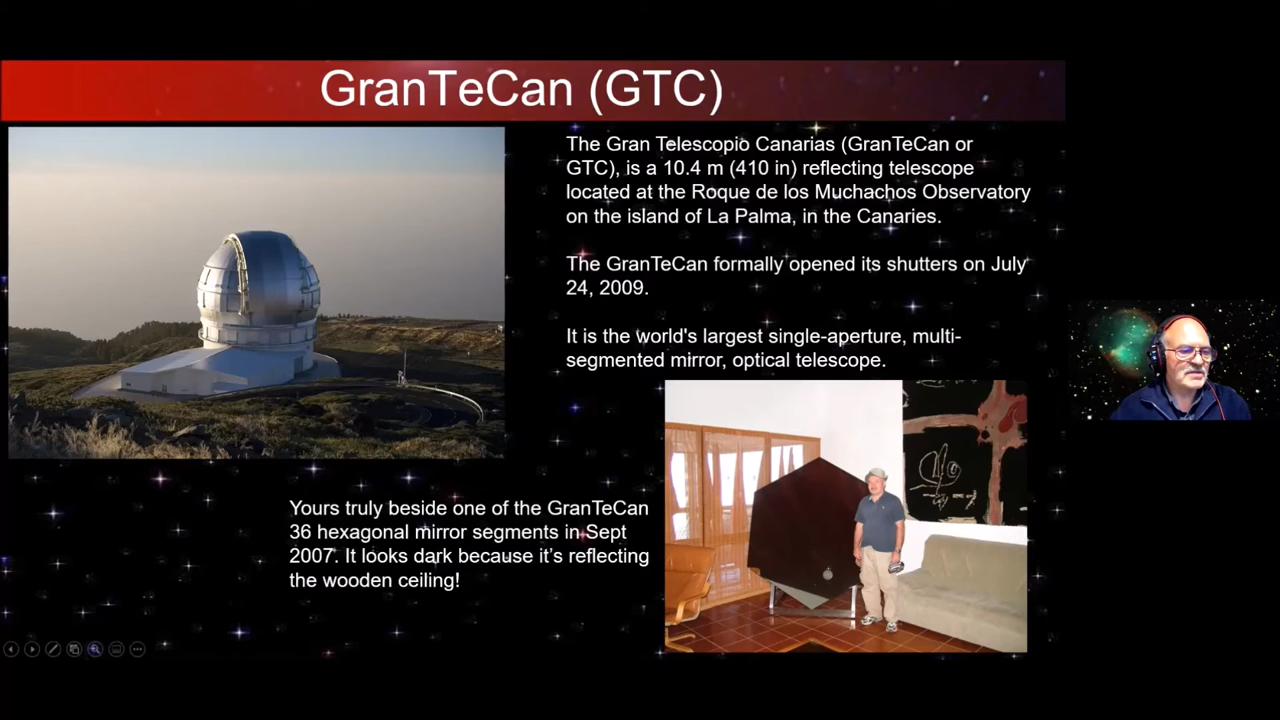 GranTeCan (GTC)
The Gran Telescopio Canarias (GranTeCan or
GTC), is a 10.4 m (410 in) reflecting telescope
located at the Roque de los Muchachos Observatory
on the island of La Palma, in the Canaries.
The GranTeCan formally opened its shutters on July
24, 2009.
It is the world's largest single-aperture, multi-
segmented mirror, optical telescope.
Yours truly beside one of the GranTeCan
36 hexagonal mirror segments in Sept
2007. It looks dark because it’s reflecting
the wooden ceiling!